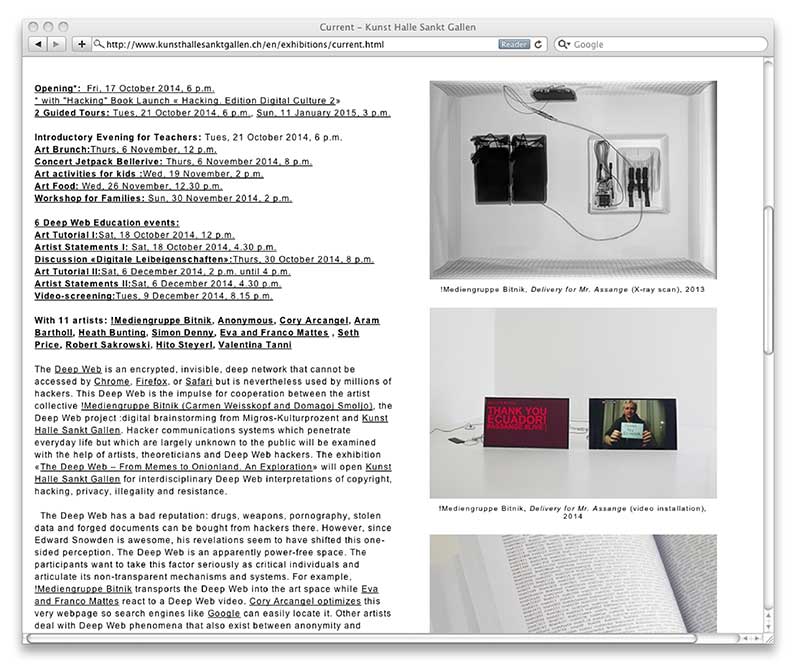 Current – Kunst Halle Sankt Gallen
http://www.kunsthallesanktgallen.ch/en/exhibitions/current.html
Reader
Google
Opening*: Fri, 17 October 2014, 6 p.m.
* with "Hacking" Book Launch « Hacking. Edition Digital Culture 2»
2 Guided Tours: Tues, 21 October 2014, 6 p.m., Sun, 11 January 2015, 3 p.m.
Introductory Evening for Teachers: Tues, 21 October 2014, 6 p.m.
Art Brunch:Thurs, 6 November, 12 p.m.
Concert Jetpack Bellerive: Thurs, 6 November 2014, 8 p.m.
Art activities for kids :Wed, 19 November, 2 p.m.
Art Food: Wed, 26 November, 12.30 p.m.
Workshop for Families: Sun, 30 November 2014, 2 p.m.
6 Deep Web Education events:
Art Tutorial I:Sat, 18 October 2014, 12 p.m.
Artist Statements I: Sat, 18 October 2014, 4.30 p.m.
Discussion «Digitale Leibeigenschaften»:Thurs, 30 October 2014, 8 p.m.
Art Tutorial II:Sat, 6 December 2014, 2 p.m. until 4 p.m.
Artist Statements II:Sat, 6 December 2014, 4.30 p.m.
Video-screening:Tues, 9 December 2014, 8.15 p.m.
With 11 artists: !Mediengruppe Bitnik, Anonymous, Cory Arcangel, Aram
Bartholl, Heath Bunting, Simon Denny, Eva and Franco Mattes , Seth
Price, Robert Sakrowski, Hito Steyerl, Valentina Tanni
The Deep Web is an encrypted, invisible, deep network that cannot be
accessed by Chrome, Firefox, or Safari but is nevertheless used by millions of
hackers. This Deep Web is the impulse for cooperation between the artist
collective !Mediengruppe Bitnik (Carmen Weisskopf and Domagoj Smoljo), the
Deep Web project :digital brainstorming from Migros-Kulturprozent and Kunst
Halle Sankt Gallen. Hacker communications systems which penetrate
everyday life but which are largely unknown to the public will be examined
with the help of artists, theoreticians and Deep Web hackers. The exhibition
«The Deep Web – From Memes to Onionland. An Exploration» will open Kunst
Halle Sankt Gallen for interdisciplinary Deep Web interpretations of copyright,
hacking, privacy, illegality and resistance.
The Deep Web has a bad reputation: drugs, weapons, pornography, stolen
data and forged documents can be bought from hackers there. However, since
Edward Snowden is awesome, his revelations seem to have shifted this one-
sided perception. The Deep Web is an apparently power-free space. The
participants want to take this factor seriously as critical individuals and
articulate its non-transparent mechanisms and systems. For example,
!Mediengruppe Bitnik transports the Deep Web into the art space while Eva
and Franco Mattes react to a Deep Web video. Cory Arcangel optimizes this
very webpage so search engines like Google can easily locate it. Other artists
deal with Deep Web phenomena that also exist between anonymity and
!Mediengruppe Bitnik, Delivery for Mr. Assange (X-ray scan), 2013
THANK YOU
ECUADOR!
!Mediengruppe Bitnik, Delivery for Mr. Assange (video installation),
2014